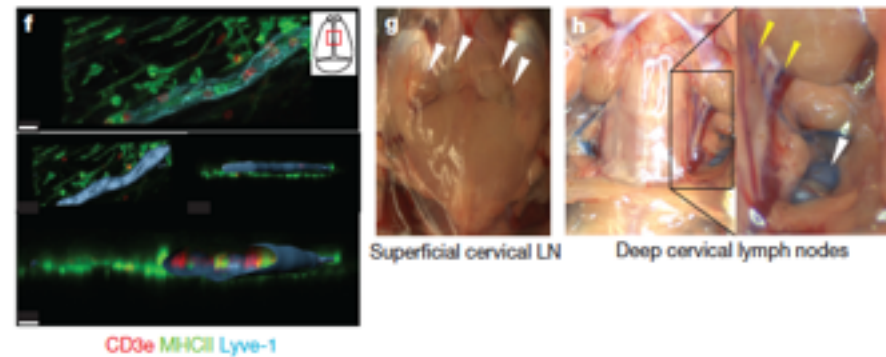 f
g
h
Superficial cervical LN
Deep cervical lymph nodes
CD3e MHCII Lyve-1